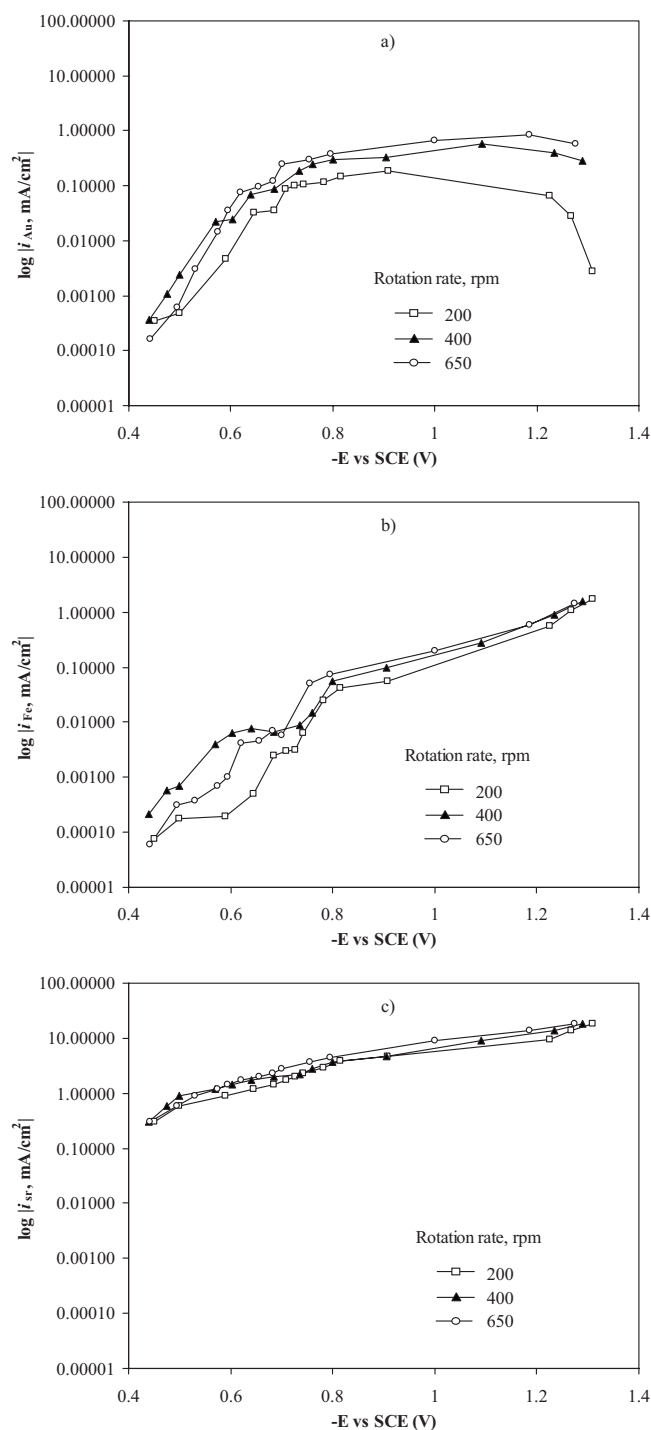 a)
100.00000
10.00000
1.00000
0.10000
0.01000
0.00100
0.00010
0.00001
log |i Au, mA/cm²|
Rotation rate, rpm
200
400
650
0.4 0.6 0.8 1 1.2 1.4
-E vs SCE (V)
b)
100.00000
10.00000
1.00000
0.10000
0.01000
0.00100
0.00010
0.00001
log |i Fe, mA/cm²|
Rotation rate, rpm
200
400
650
0.4 0.6 0.8 1 1.2 1.4
-E vs SCE (V)
c)
100.00000
10.00000
1.00000
0.10000
0.01000
0.00100
0.00010
0.00001
log |i sr, mA/cm²|
Rotation rate, rpm
200
400
650
0.4 0.6 0.8 1 1.2 1.4
-E vs SCE (V)